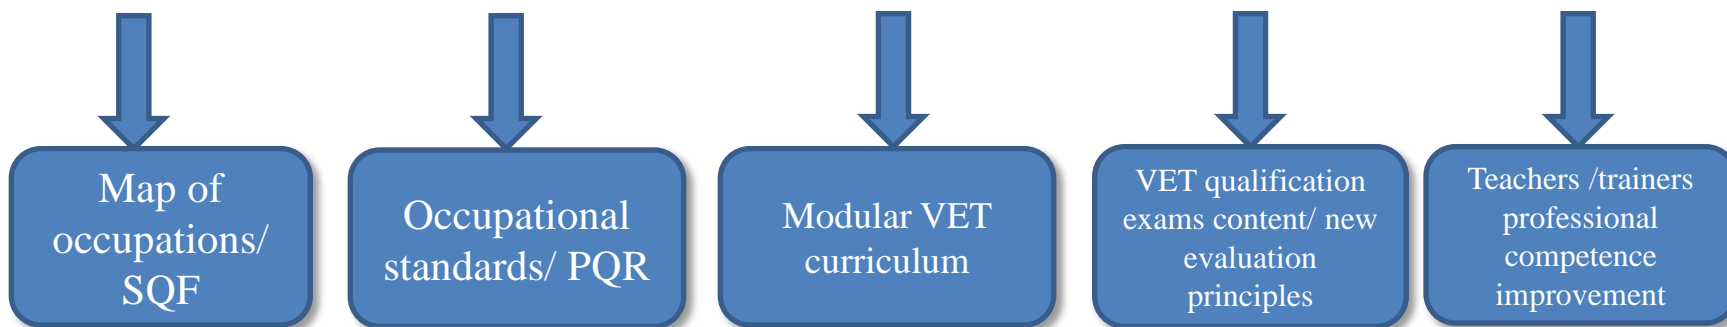 Map of
occupations/
SQF
Occupational
standards/ PQR
Modular VET
curriculum
VET qualification
exams content/ new
evaluation
principles
Teachers /trainers
professional
competence
improvement